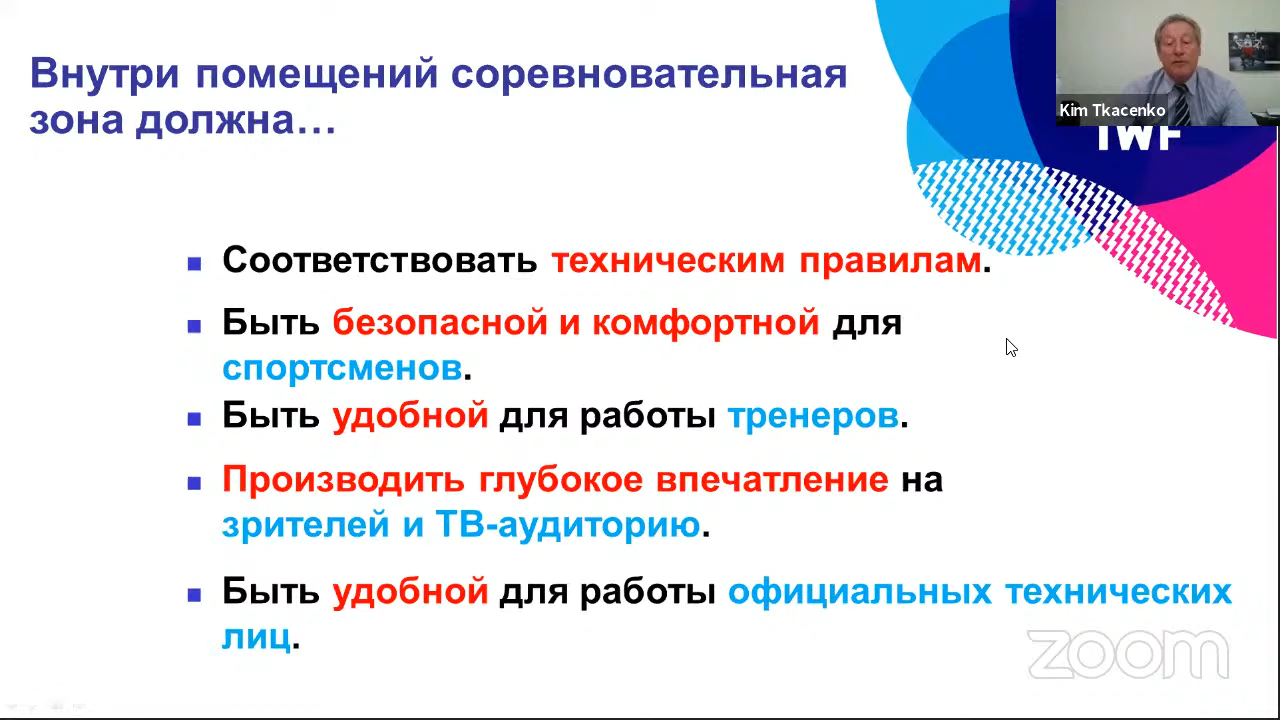 Внутри помещений соревновательная
зона должна...
Kim Tkacenko
IWF
Соответствовать техническим правилам.
Быть безопасной и комфортной для
спортсменов.
Быть удобной для работы тренеров.
Производить глубокое впечатление на
зрителей и ТВ-аудиторию.
Быть удобной для работы официальных технических
лиц.
zoom